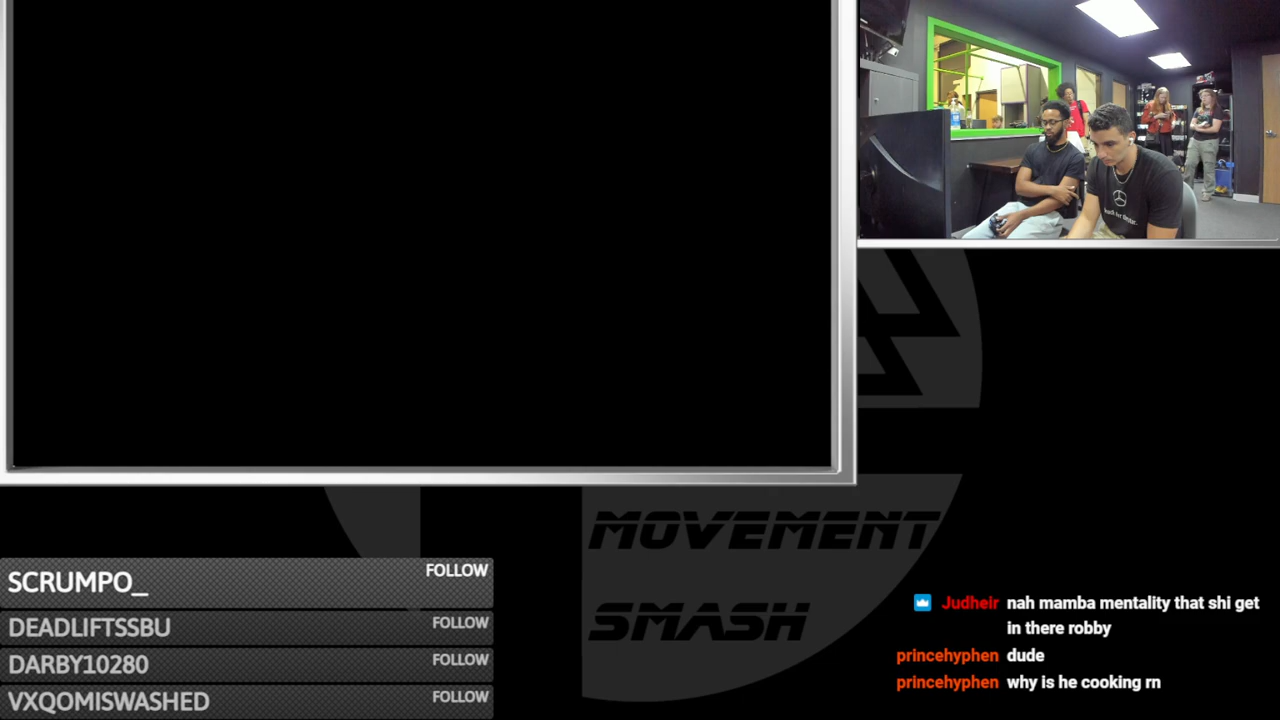 MOVEMENT
SMASH
SCRUMPO_
FOLLOW
DEADLIFTSSBU
FOLLOW
DARBY10280
FOLLOW
VXQOMISWASHED
FOLLOW
Judheir nah mamba mentality that shi get
in there robby
princehyphen dude
princehyphen why is he cooking rn